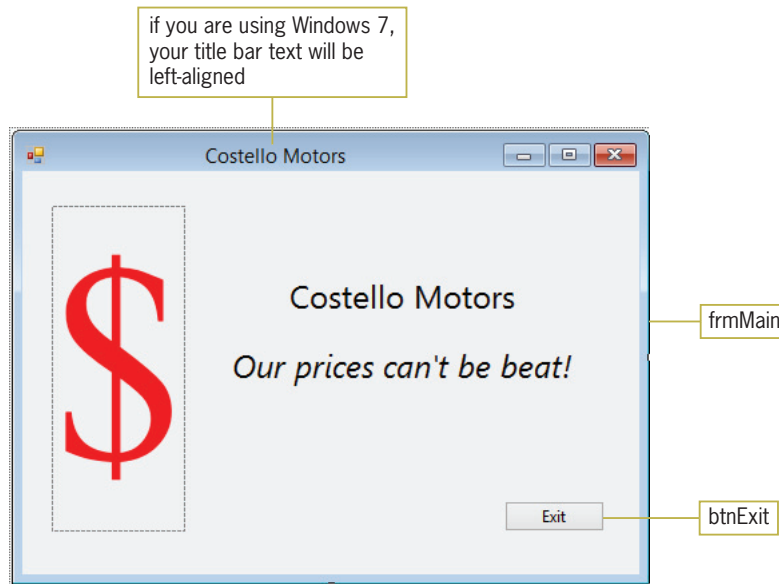 if you are using Windows 7,
your title bar text will be
left-aligned
Costello Motors
$
Costello Motors
Our prices can't be beat!
frmMain
Exit
btnExit